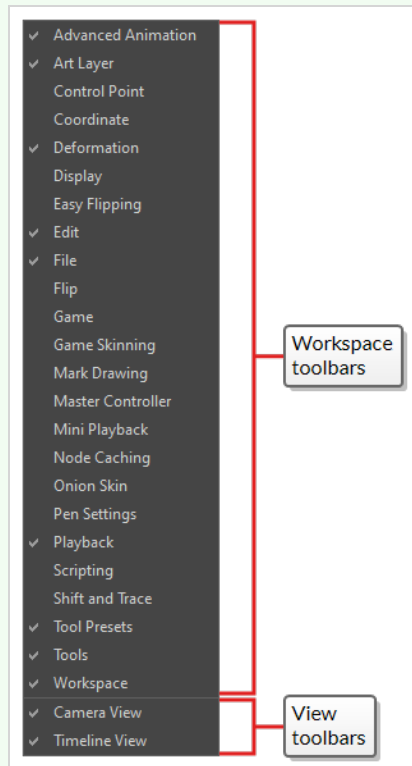 Advanced Animation
Art Layer
Control Point
Coordinate
Deformation
Display
Easy Flipping
Edit
File
Flip
Game
Game Skinning
Mark Drawing
Master Controller
Mini Playback
Node Caching
Onion Skin
Pen Settings
Playback
Scripting
Shift and Trace
Tool Presets
Tools
Workspace
Camera View
Timeline View
Workspace
toolbars
View
toolbars